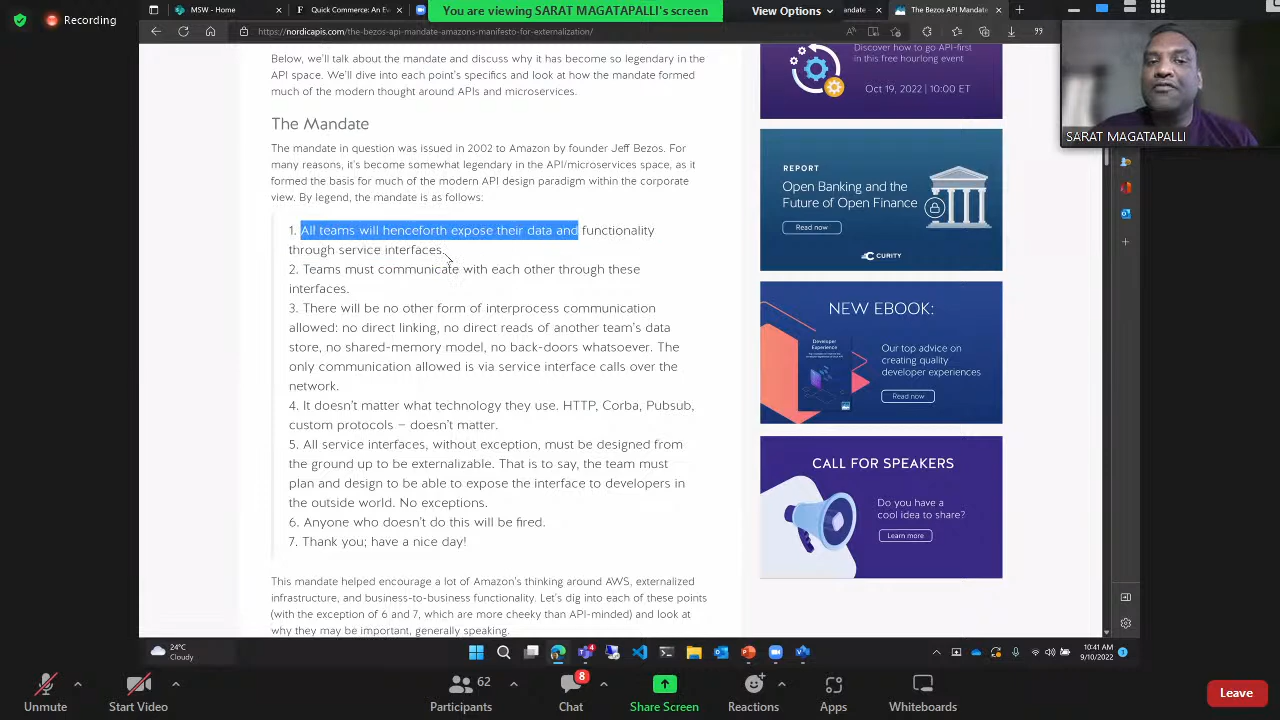 Recording
MSW - Home
Quick Commerce: An Ev
You are viewing SARAT MAGATAPALLI's screen
View Options
andate -
The Bezos API Mandate
https://nordicapis.com/the-bezos-api-mandate-amazons-manifesto-for-externalization/
SARAT MAGATAPALLI
Below, we'll talk about the mandate and discuss why it has become so legendary in the
API space. We'll dive into each point's specifics and look at how the mandate formed
much of the modern thought around APIs and microservices.
The Mandate
The mandate in question was issued in 2002 to Amazon by founder Jeff Bezos. For
many reasons, it's become somewhat legendary in the API/microservices space, as it
formed the basis for much of the modern API design paradigm within the corporate
view. By legend, the mandate is as follows:
1. All teams will henceforth expose their data and functionality
through service interfaces.
2. Teams must communicate with each other through these
interfaces.
3. There will be no other form of interprocess communication
allowed: no direct linking, no direct reads of another team's data
store, no shared-memory model, no back-doors whatsoever. The
only communication allowed is via service interface calls over the
network.
4. It doesn't matter what technology they use. HTTP, Corba, Pubsub,
custom protocols – doesn't matter.
5. All service interfaces, without exception, must be designed from
the ground up to be externalizable. That is to say, the team must
plan and design to be able to expose the interface to developers in
the outside world. No exceptions.
6. Anyone who doesn't do this will be fired.
7. Thank you; have a nice day!
This mandate helped encourage a lot of Amazon's thinking around AWS, externalized
infrastructure, and business-to-business functionality. Let's dig into each of these points
(with the exception of 6 and 7, which are more cheeky than API-minded) and look at
why they may be important, generally speaking.
Discover how to go API-first
in this free hourlong event
Oct 19, 2022 | 10:00 ET
REPORT
Open Banking and the
Future of Open Finance
Read now
CURITY
NEW EBOOK:
Developer
Experience
Our top advice on
creating quality
developer experiences
Read now
CALL FOR SPEAKERS
Do you have a
cool idea to share?
Learn more
24°C
Cloudy
4
10:41 AM
9/10/2022
1
Unmute
Start Video
62
Participants
8
Chat
Share Screen
Reactions
Apps
Whiteboards
Leave